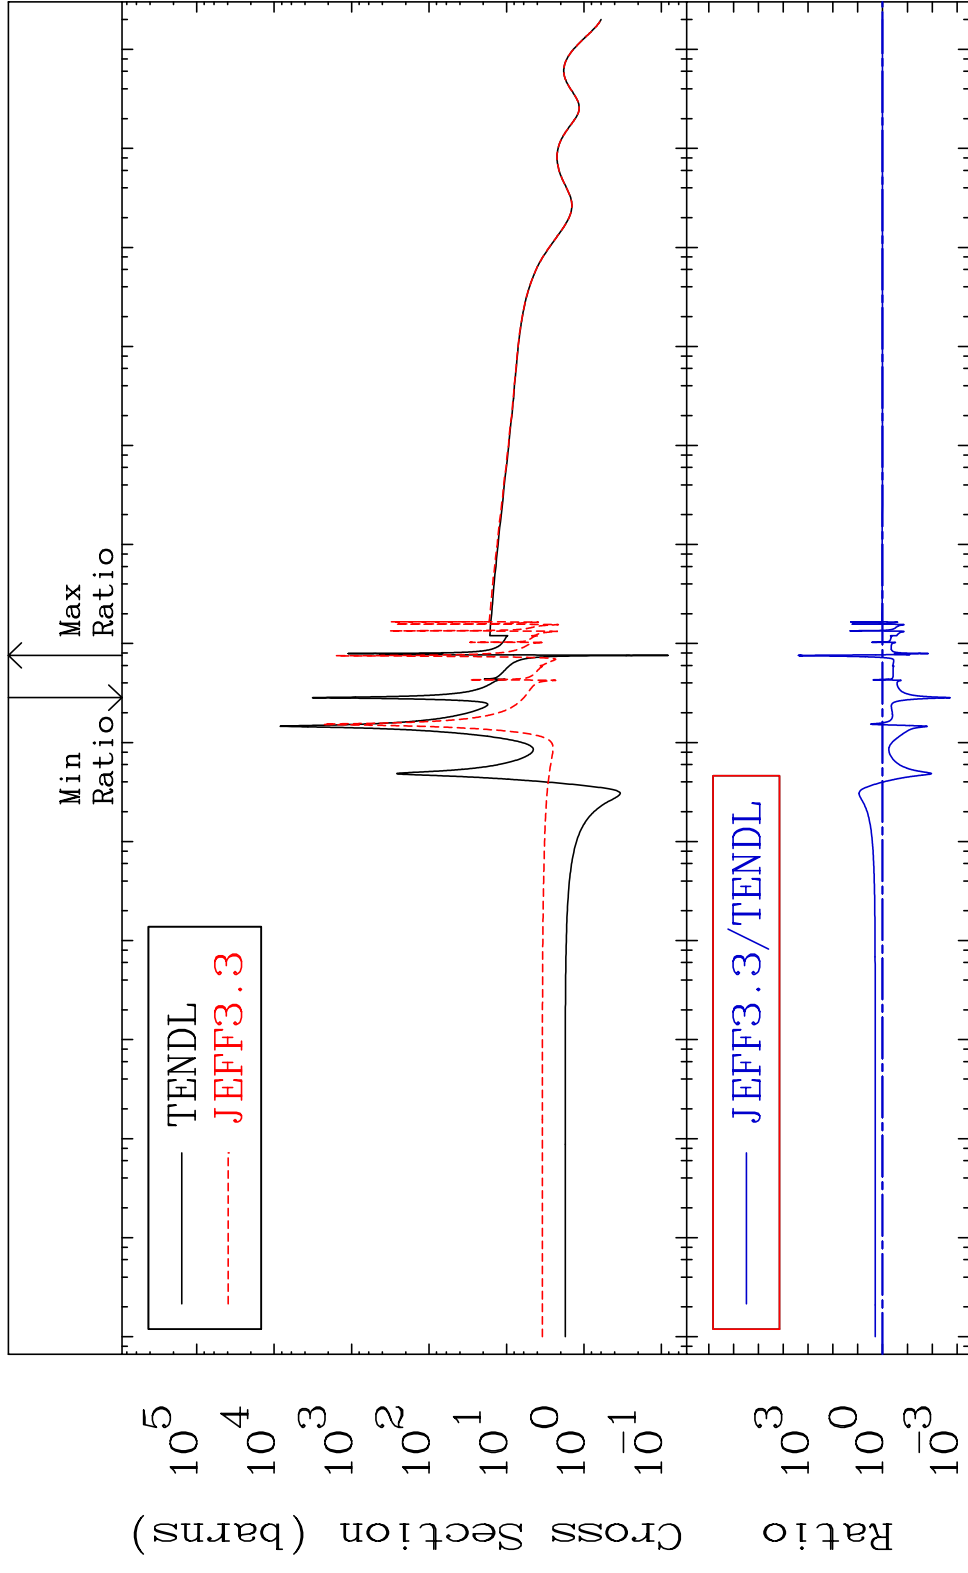 Min Ratio
Max Ratio
TENDL
JEFF3.3
10^5
10^4
10^3
10^2
10^1
10^0
10^-1
Cross Section (barns)
JEFF3.3/TENDL
10^3
10^0
10^-3
Ratio